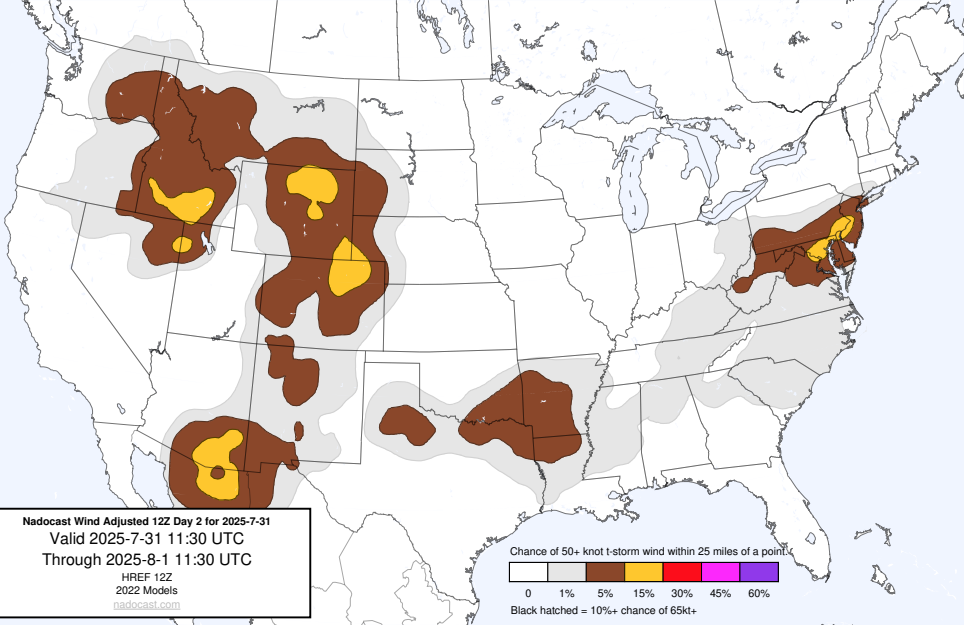 Nadocast Wind Adjusted 12Z Day 2 for 2025-7-31
Valid 2025-7-31 11:30 UTC
Through 2025-8-1 11:30 UTC
HREF 12Z
2022 Models
nadocast.com
Chance of 50+ knot t-storm wind within 25 miles of a point.
0 1% 5% 15% 30% 45% 60%
Black hatched = 10%+ chance of 65kt+